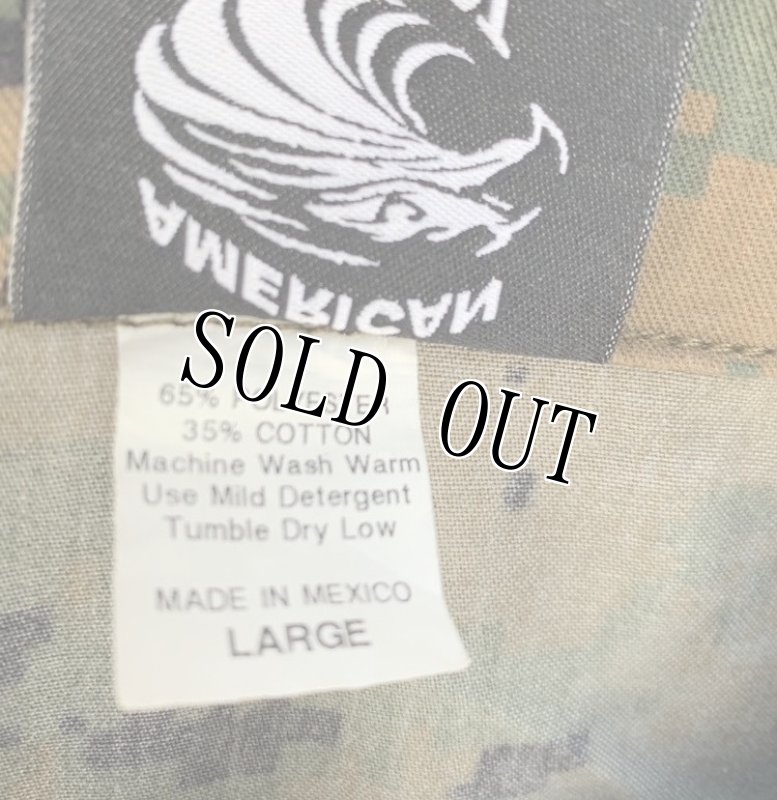 AMERICAN
SOLD OUT
65% POLYESTER
35% COTTON
Machine Wash Warm
Use Mild Detergent
Tumble Dry Low
MADE IN MEXICO
LARGE